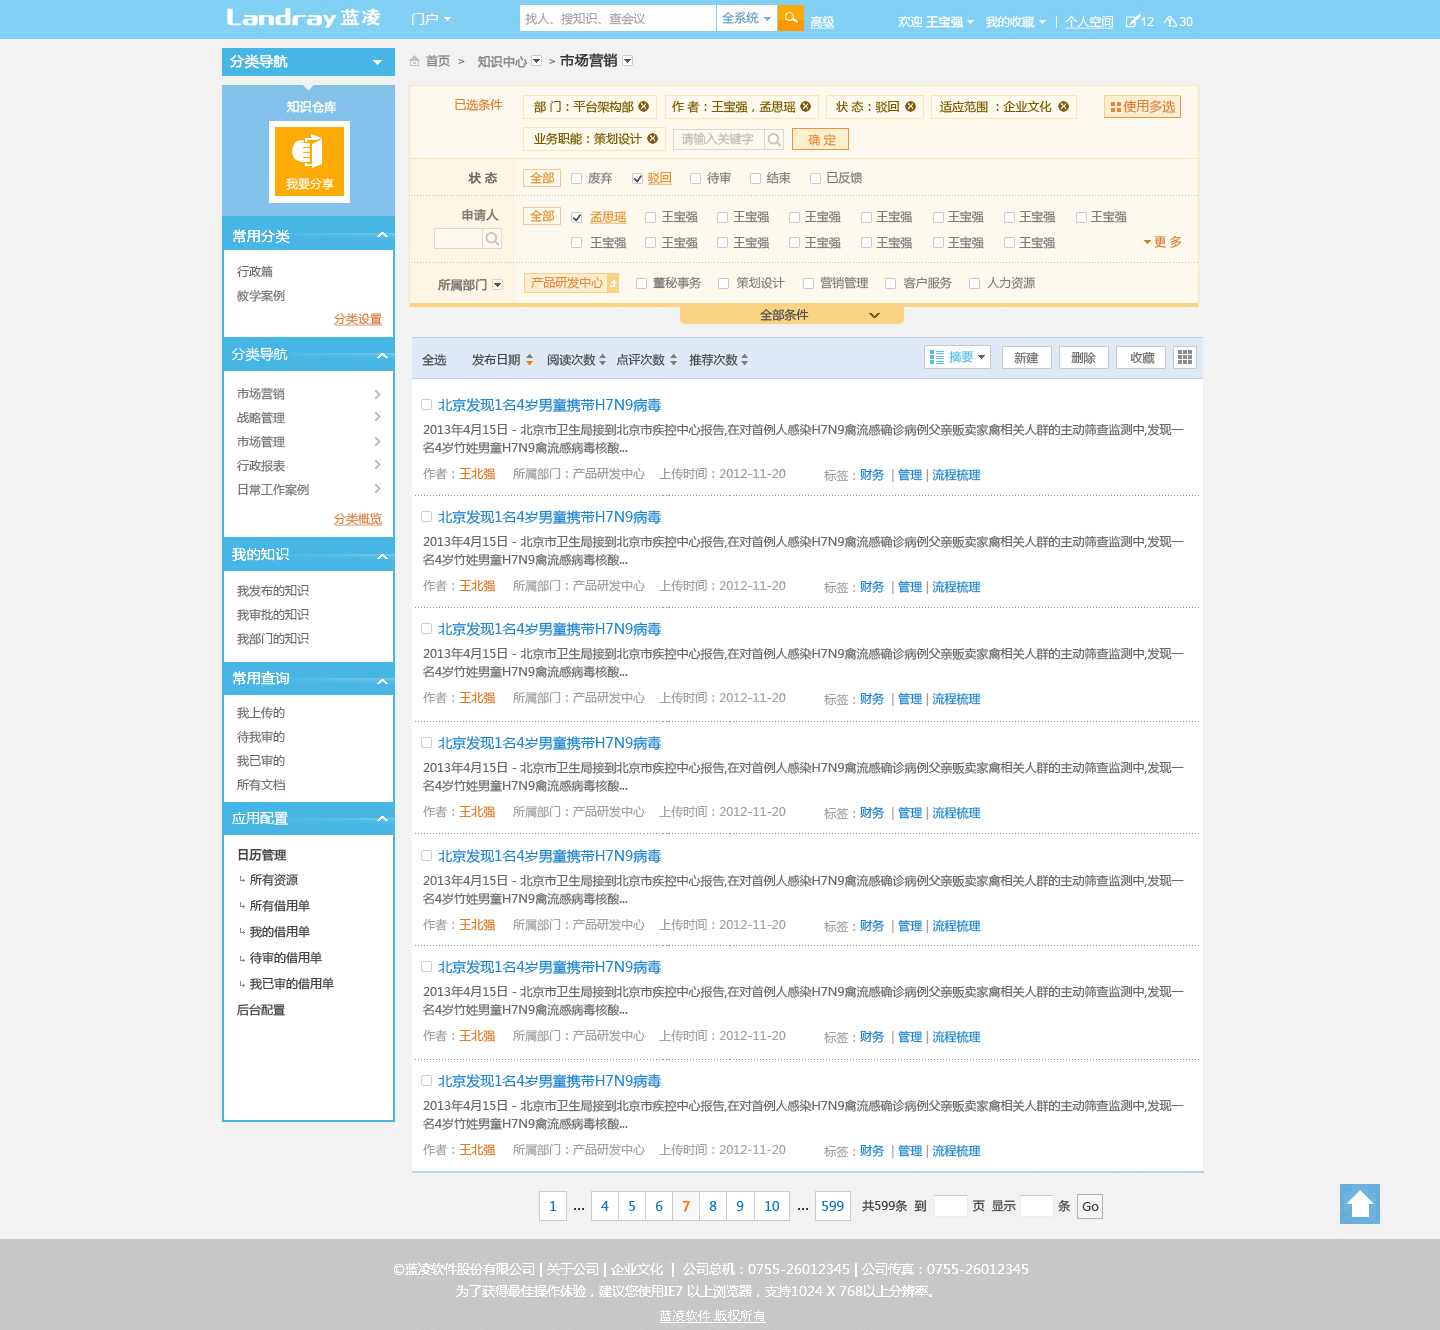 Landray 蓝凌 门户 找人、搜知识、查会议 全系统 高级 欢迎 王宝强 我的收藏 | 个人空间 12 30
分类导航
首页 > 知识中心 > 市场营销
知识仓库
我要分享
常用分类
行政篇
教学案例
分类设置
分类导航
市场营销
战略管理
市场管理
行政报表
日常工作案例
分类概览
我的知识
我发布的知识
我审批的知识
我部门的知识
常用查询
我上传的
待我审的
我已审的
所有文档
应用配置
日历管理
所有资源
所有借用单
我的借用单
待审的借用单
我已审的借用单
后台配置
已选条件 部 门：平台架构部 作 者：王宝强，孟思瑶 状 态：驳回 适应范围 ：企业文化 使用多选
业务职能：策划设计 请输入关键字 确 定
状 态 全部 废弃 驳回 待审 结束 已反馈
申请人 全部 孟思瑶 王宝强 王宝强 王宝强 王宝强 王宝强 王宝强 王宝强
王宝强 王宝强 王宝强 王宝强 王宝强 王宝强 王宝强 更 多
所属部门 产品研发中心 董秘事务 策划设计 营销管理 客户服务 人力资源
全部条件
全选 发布日期 阅读次数 点评次数 推荐次数 摘要 新建 删除 收藏
北京发现1名4岁男童携带H7N9病毒
2013年4月15日 - 北京市卫生局接到北京市疾控中心报告,在对首例人感染H7N9禽流感确诊病例父亲贩卖家禽相关人群的主动筛查监测中,发现一
名4岁竹姓男童H7N9禽流感病毒核酸...
作者：王北强 所属部门：产品研发中心 上传时间：2012-11-20 标签：财务 | 管理 | 流程梳理
北京发现1名4岁男童携带H7N9病毒
2013年4月15日 - 北京市卫生局接到北京市疾控中心报告,在对首例人感染H7N9禽流感确诊病例父亲贩卖家禽相关人群的主动筛查监测中,发现一
名4岁竹姓男童H7N9禽流感病毒核酸...
作者：王北强 所属部门：产品研发中心 上传时间：2012-11-20 标签：财务 | 管理 | 流程梳理
北京发现1名4岁男童携带H7N9病毒
2013年4月15日 - 北京市卫生局接到北京市疾控中心报告,在对首例人感染H7N9禽流感确诊病例父亲贩卖家禽相关人群的主动筛查监测中,发现一
名4岁竹姓男童H7N9禽流感病毒核酸...
作者：王北强 所属部门：产品研发中心 上传时间：2012-11-20 标签：财务 | 管理 | 流程梳理
北京发现1名4岁男童携带H7N9病毒
2013年4月15日 - 北京市卫生局接到北京市疾控中心报告,在对首例人感染H7N9禽流感确诊病例父亲贩卖家禽相关人群的主动筛查监测中,发现一
名4岁竹姓男童H7N9禽流感病毒核酸...
作者：王北强 所属部门：产品研发中心 上传时间：2012-11-20 标签：财务 | 管理 | 流程梳理
北京发现1名4岁男童携带H7N9病毒
2013年4月15日 - 北京市卫生局接到北京市疾控中心报告,在对首例人感染H7N9禽流感确诊病例父亲贩卖家禽相关人群的主动筛查监测中,发现一
名4岁竹姓男童H7N9禽流感病毒核酸...
作者：王北强 所属部门：产品研发中心 上传时间：2012-11-20 标签：财务 | 管理 | 流程梳理
北京发现1名4岁男童携带H7N9病毒
2013年4月15日 - 北京市卫生局接到北京市疾控中心报告,在对首例人感染H7N9禽流感确诊病例父亲贩卖家禽相关人群的主动筛查监测中,发现一
名4岁竹姓男童H7N9禽流感病毒核酸...
作者：王北强 所属部门：产品研发中心 上传时间：2012-11-20 标签：财务 | 管理 | 流程梳理
北京发现1名4岁男童携带H7N9病毒
2013年4月15日 - 北京市卫生局接到北京市疾控中心报告,在对首例人感染H7N9禽流感确诊病例父亲贩卖家禽相关人群的主动筛查监测中,发现一
名4岁竹姓男童H7N9禽流感病毒核酸...
作者：王北强 所属部门：产品研发中心 上传时间：2012-11-20 标签：财务 | 管理 | 流程梳理
1 ... 4 5 6 7 8 9 10 ... 599 共599条 到 页 显示 条 Go
©蓝凌软件股份有限公司 | 关于公司 | 企业文化 | 公司总机：0755-26012345 | 公司传真：0755-26012345
为了获得最佳操作体验，建议您使用IE7 以上浏览器，支持1024 X 768以上分辨率。
蓝凌软件 版权所有